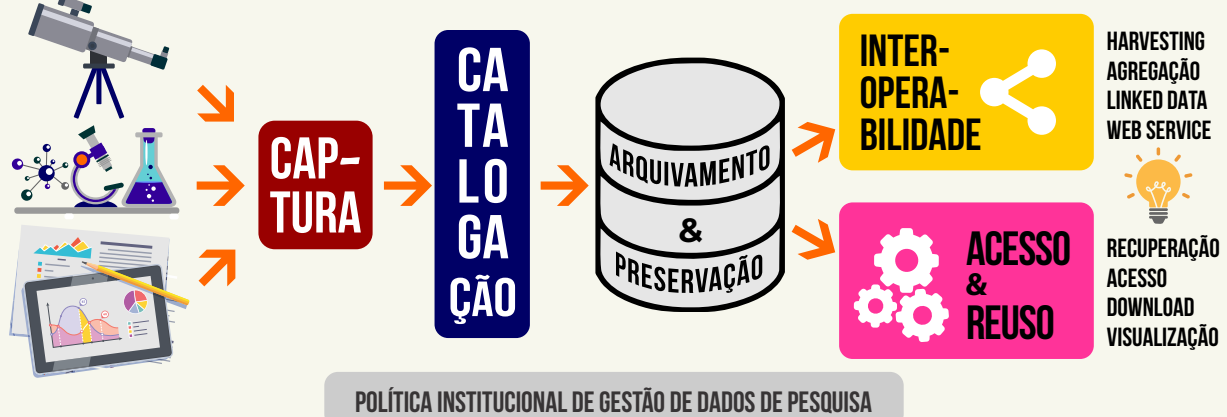 CAP-
TURA
CA
TA
LO
GA
ÇÃO
ARQUIVAMENTO
&
PRESERVAÇÃO
INTER-
OPERA-
BILIDADE
HARVESTING
AGREGAÇÃO
LINKED DATA
WEB SERVICE
ACESSO
&
REUSO
RECUPERAÇÃO
ACESSO
DOWNLOAD
VISUALIZAÇÃO
POLÍTICA INSTITUCIONAL DE GESTÃO DE DADOS DE PESQUISA